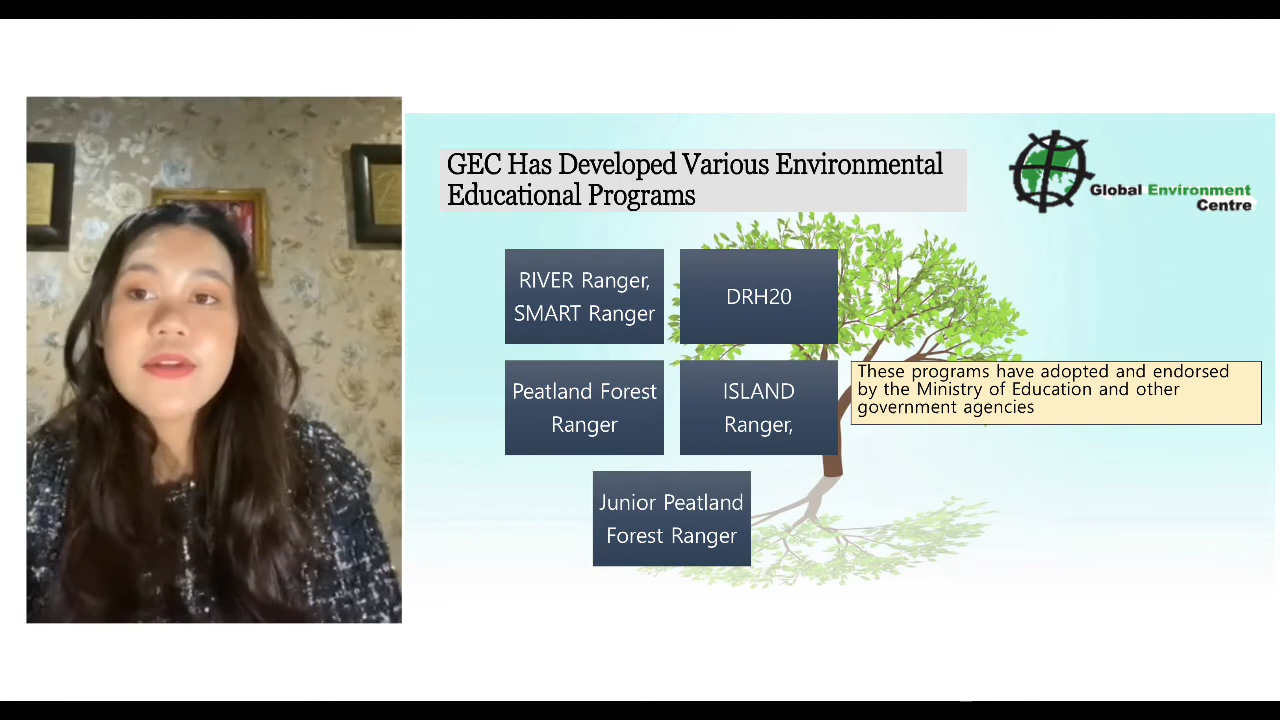 GEC Has Developed Various Environmental
Educational Programs
Global Environment
Centre
RIVER Ranger,
SMART Ranger
DRH20
Peatland Forest
Ranger
ISLAND
Ranger,
These programs have adopted and endorsed
by the Ministry of Education and other
government agencies
Junior Peatland
Forest Ranger